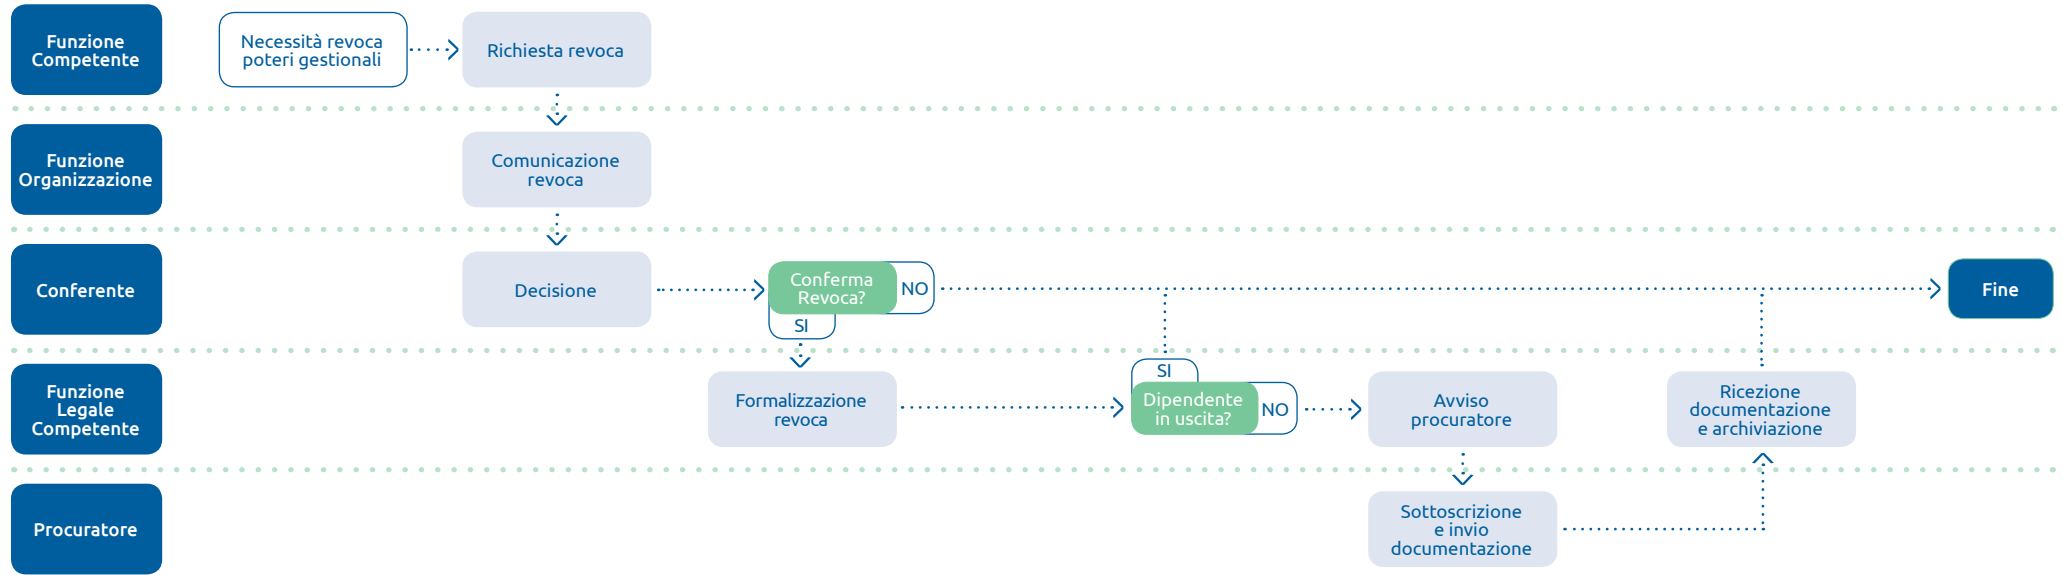 Funzione
Competente
Necessità revoca
poteri gestionali
Richiesta revoca
Funzione
Organizzazione
Comunicazione
revoca
Conferente
Decisione
Conferma
Revoca?
NO
SI
Fine
Funzione
Legale
Competente
Formalizzazione
revoca
SI
Dipendente
in uscita?
NO
Avviso
procuratore
Ricezione
documentazione
e archiviazione
Procuratore
Sottoscrizione
e invio
documentazione